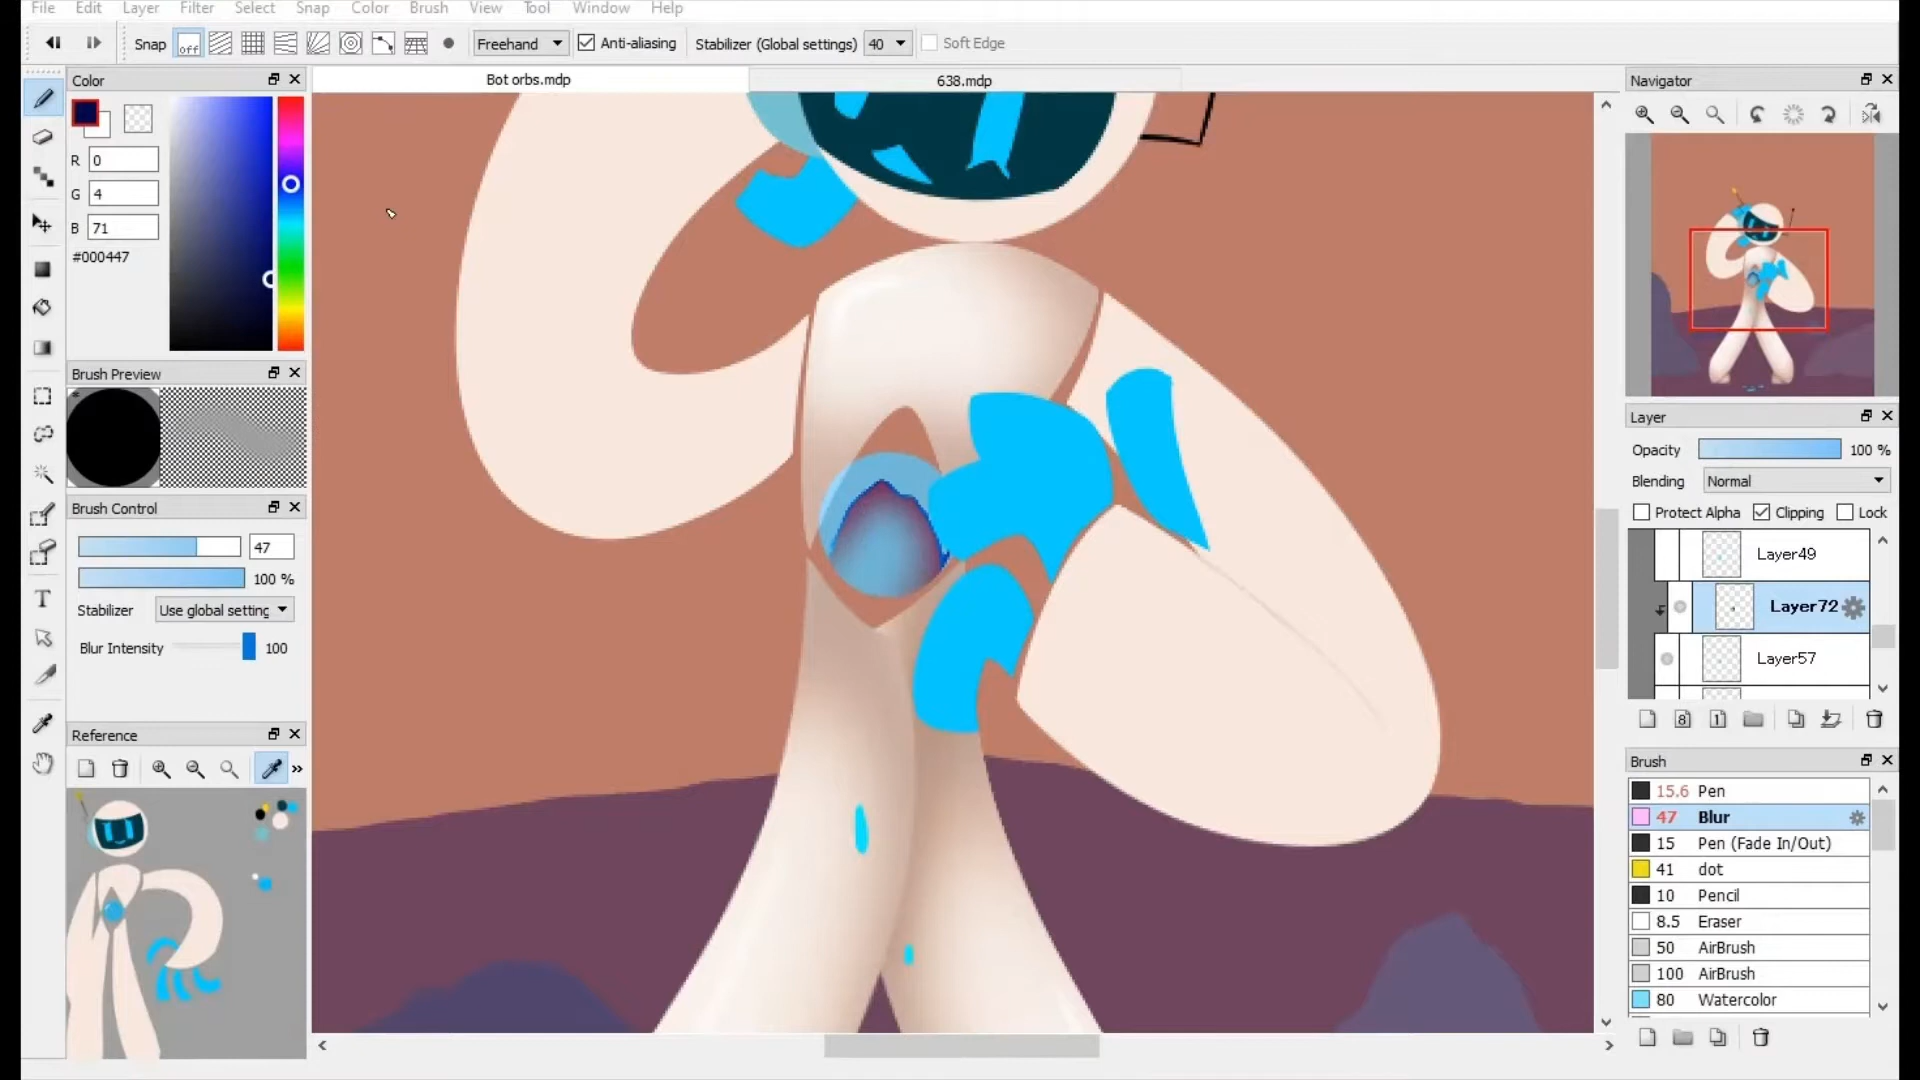 File Edit Layer Filter Select Snap Color Brush View Tool Window Help
Snap off Freehand Anti-aliasing Stabilizer (Global settings) 40 Soft Edge
Color
Bot orbs.mdp
638.mdp
Navigator
R 0
G 4
B 71
#000447
Brush Preview
Brush Control
47
100 %
Stabilizer Use global setting
Blur Intensity 100
Reference
Layer
Opacity 100 %
Blending Normal
Protect Alpha Clipping Lock
Layer49
Layer72
Layer57
8 1
Brush
15.6 Pen
47 Blur
15 Pen (Fade In/Out)
41 dot
10 Pencil
8.5 Eraser
50 AirBrush
100 AirBrush
80 Watercolor
T